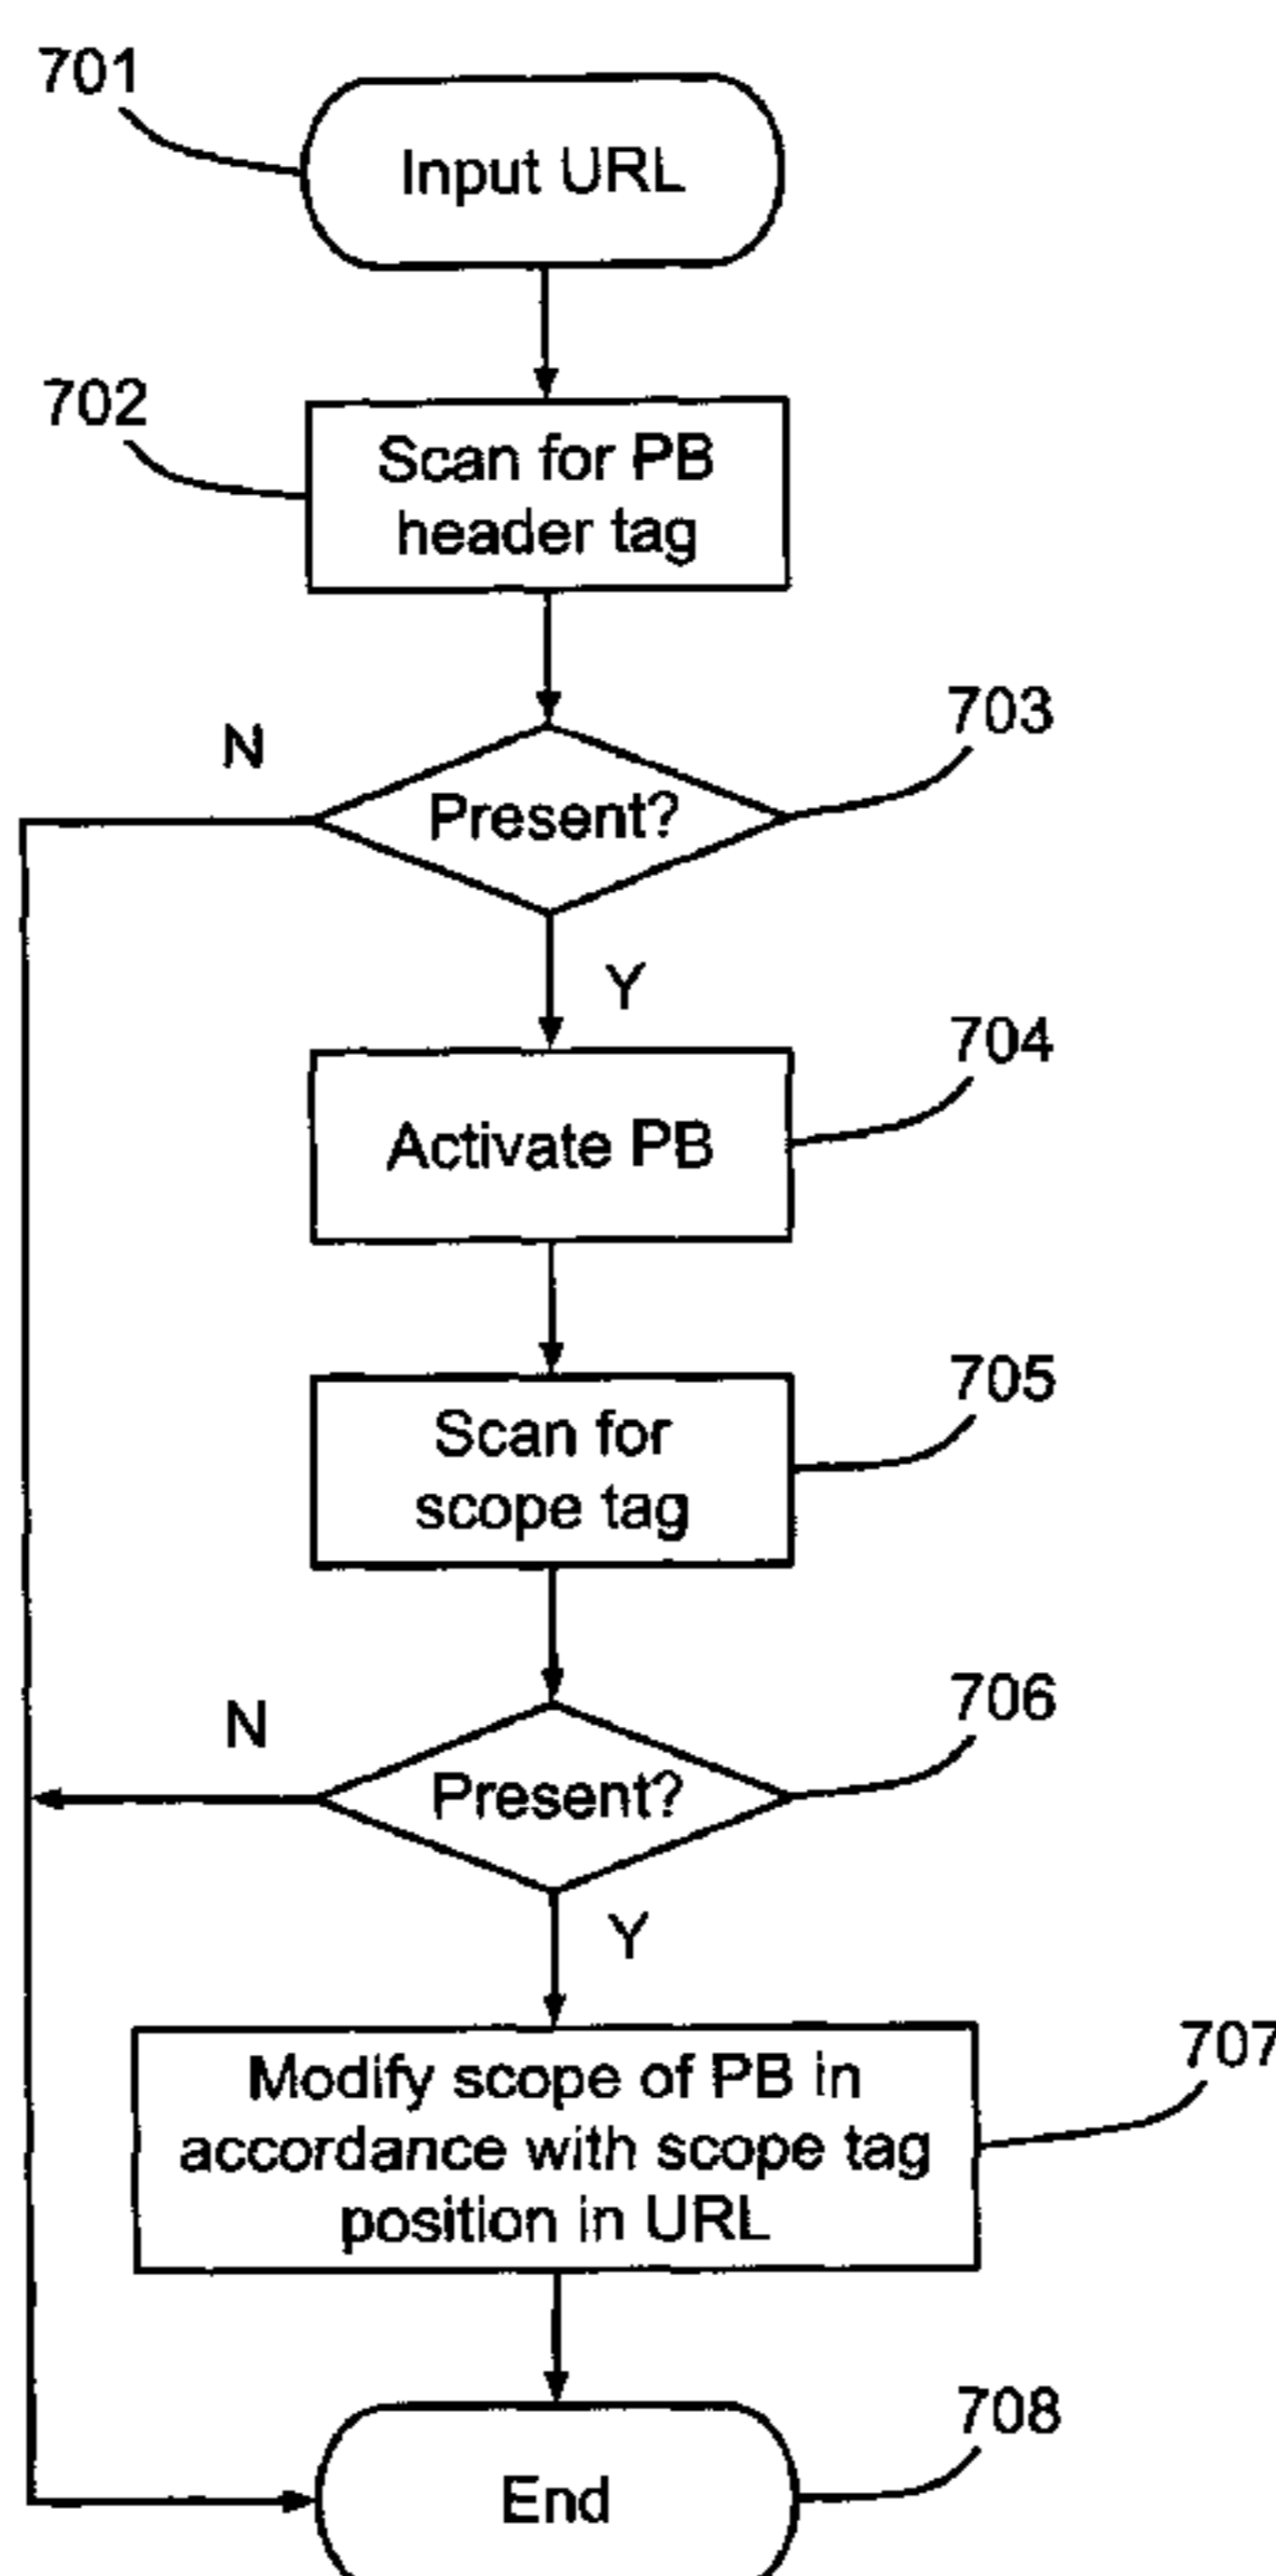 701
Input URL
702
Scan for PB
header tag
703
N
Present?
Y
704
Activate PB
705
Scan for
scope tag
706
N
Present?
Y
707
Modify scope of PB in
accordance with scope tag
position in URL
708
End